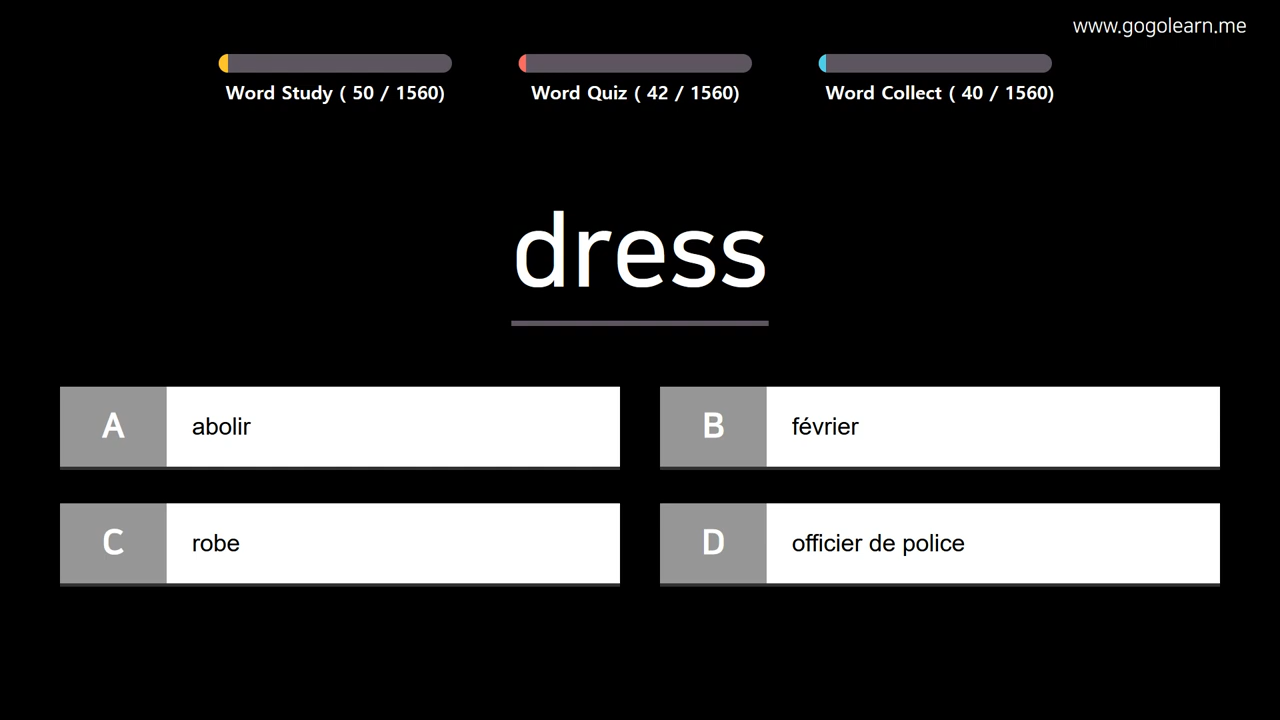 www.gogolearn.me
Word Study ( 50 / 1560)
Word Quiz ( 42 / 1560)
Word Collect ( 40 / 1560)
dress
A abolir
B février
C robe
D officier de police